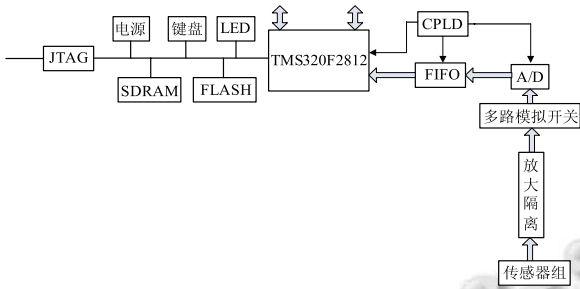 电源
键盘
LED
CPLD
JTAG
TMS320F2812
FIFO
A/D
SDRAM
FLASH
多路模拟开关
放大隔离
传感器组